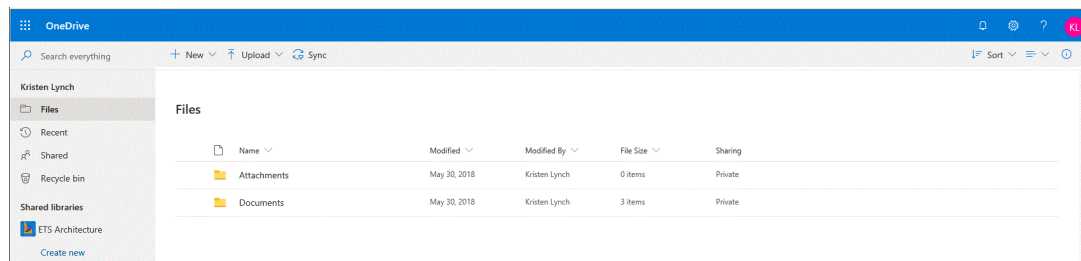 OneDrive
?
KL
Search everything
New Upload Sync Sort
Kristen Lynch
Files
Recent
Shared
Recycle bin
Shared libraries
ETS Architecture
Create new
Files
Name Modified Modified By File Size Sharing
Attachments May 30, 2018 Kristen Lynch 0 items Private
Documents May 30, 2018 Kristen Lynch 3 items Private